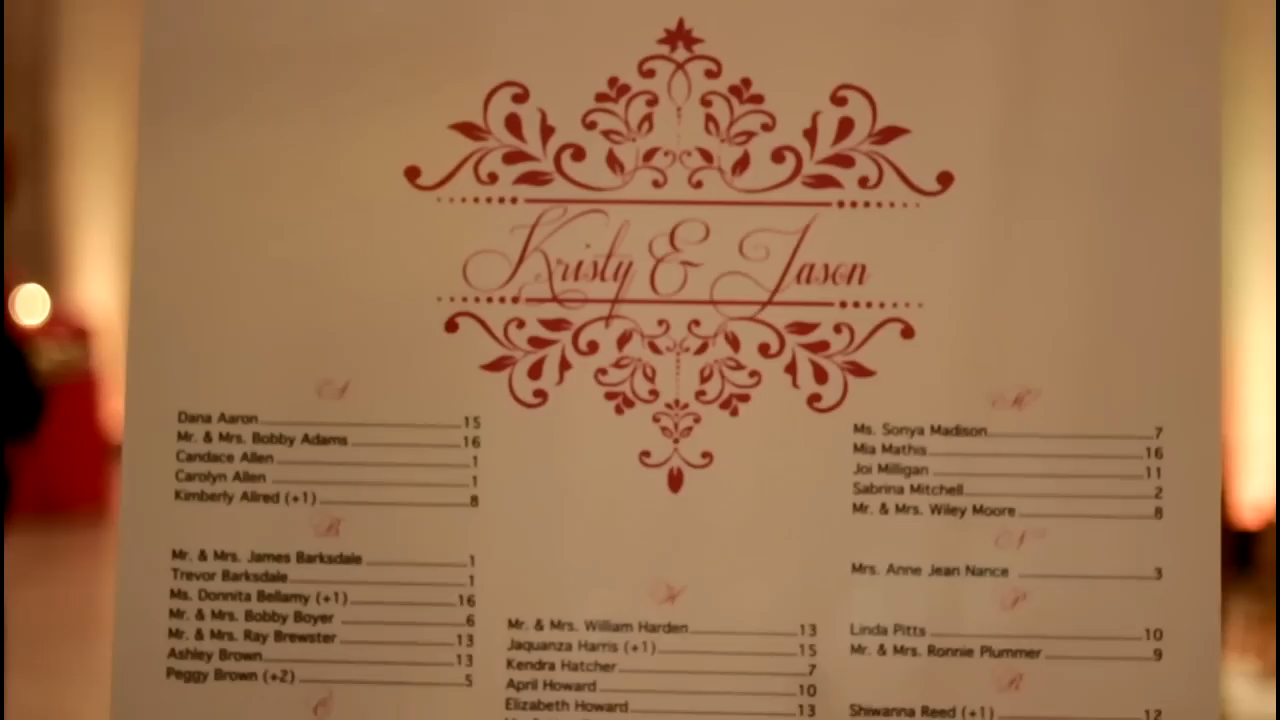 Kristy & Jason
A
Dana Aaron 15
Mr. & Mrs. Bobby Adams 16
Candace Allen 1
Carolyn Allen 1
Kimberly Allred (+1) 8
B
Mr. & Mrs. James Barksdale 1
Trevor Barksdale 1
Ms. Donnita Bellamy (+1) 16
Mr. & Mrs. Bobby Boyer 6
Mr. & Mrs. Ray Brewster 13
Ashley Brown 13
Peggy Brown (+2) 5
C
H
Mr. & Mrs. William Harden 13
Jaquanza Harris (+1) 15
Kendra Hatcher 7
April Howard 10
Elizabeth Howard 13
M
Ms. Sonya Madison 7
Mia Mathis 16
Joi Milligan 11
Sabrina Mitchell 2
Mr. & Mrs. Wiley Moore 8
N
Mrs. Anne Jean Nance 3
P
Linda Pitts 10
Mr. & Mrs. Ronnie Plummer 9
R
Shiwanna Reed (+1) 12